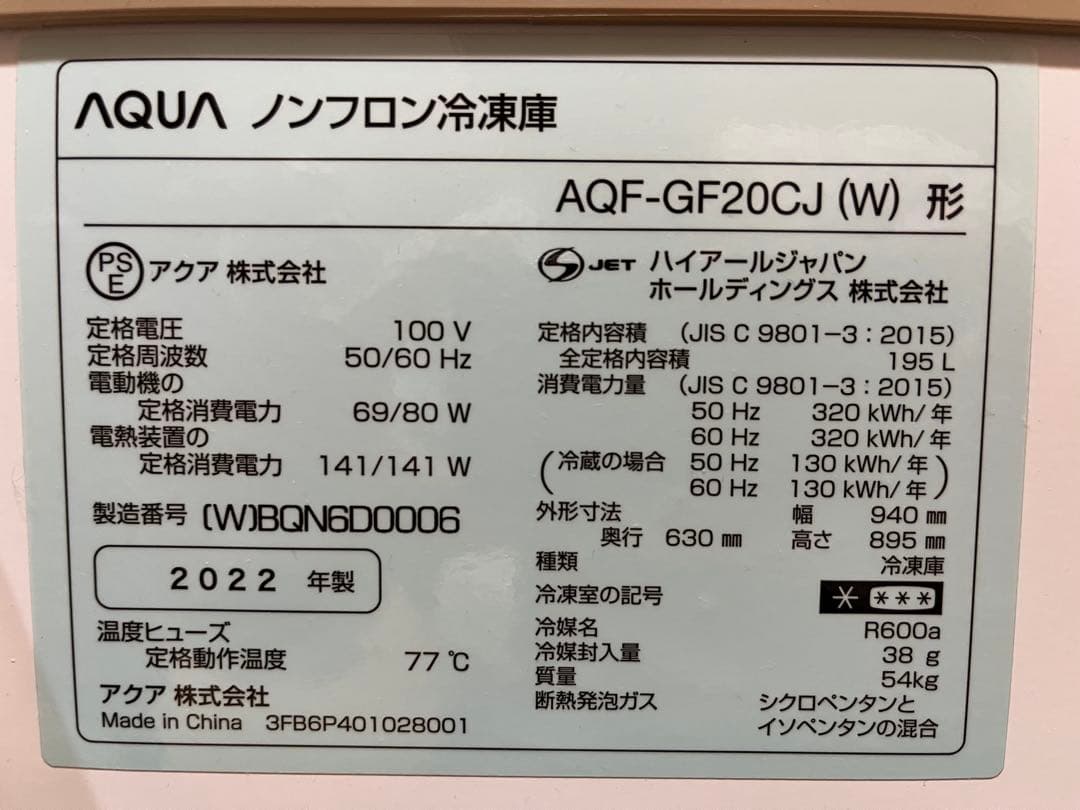 AQUA ノンフロン冷凍庫
AQF-GF20CJ (W) 形
PS
E
アクア 株式会社
定格電圧 100 V
定格周波数 50/60 Hz
電動機の
定格消費電力 69/80 W
電熱装置の
定格消費電力 141/141 W
製造番号 (W)BQN6D0006
2022 年製
温度ヒューズ
定格動作温度 77 ℃
アクア 株式会社
Made in China 3FB6P401028001
S JET ハイアールジャパン
ホールディングス 株式会社
定格内容積 (JIS C 9801-3 : 2015)
全定格内容積 195 L
消費電力量 (JIS C 9801-3 : 2015)
50 Hz 320 kWh/年
60 Hz 320 kWh/年
(冷蔵の場合 50 Hz 130 kWh/年
60 Hz 130 kWh/年)
外形寸法 幅 940 mm
奥行 630 mm 高さ 895 mm
種類 冷凍庫
冷凍室の記号 * ***
冷媒名 R600a
冷媒封入量 38 g
質量 54kg
断熱発泡ガス シクロペンタンと
イソペンタンの混合